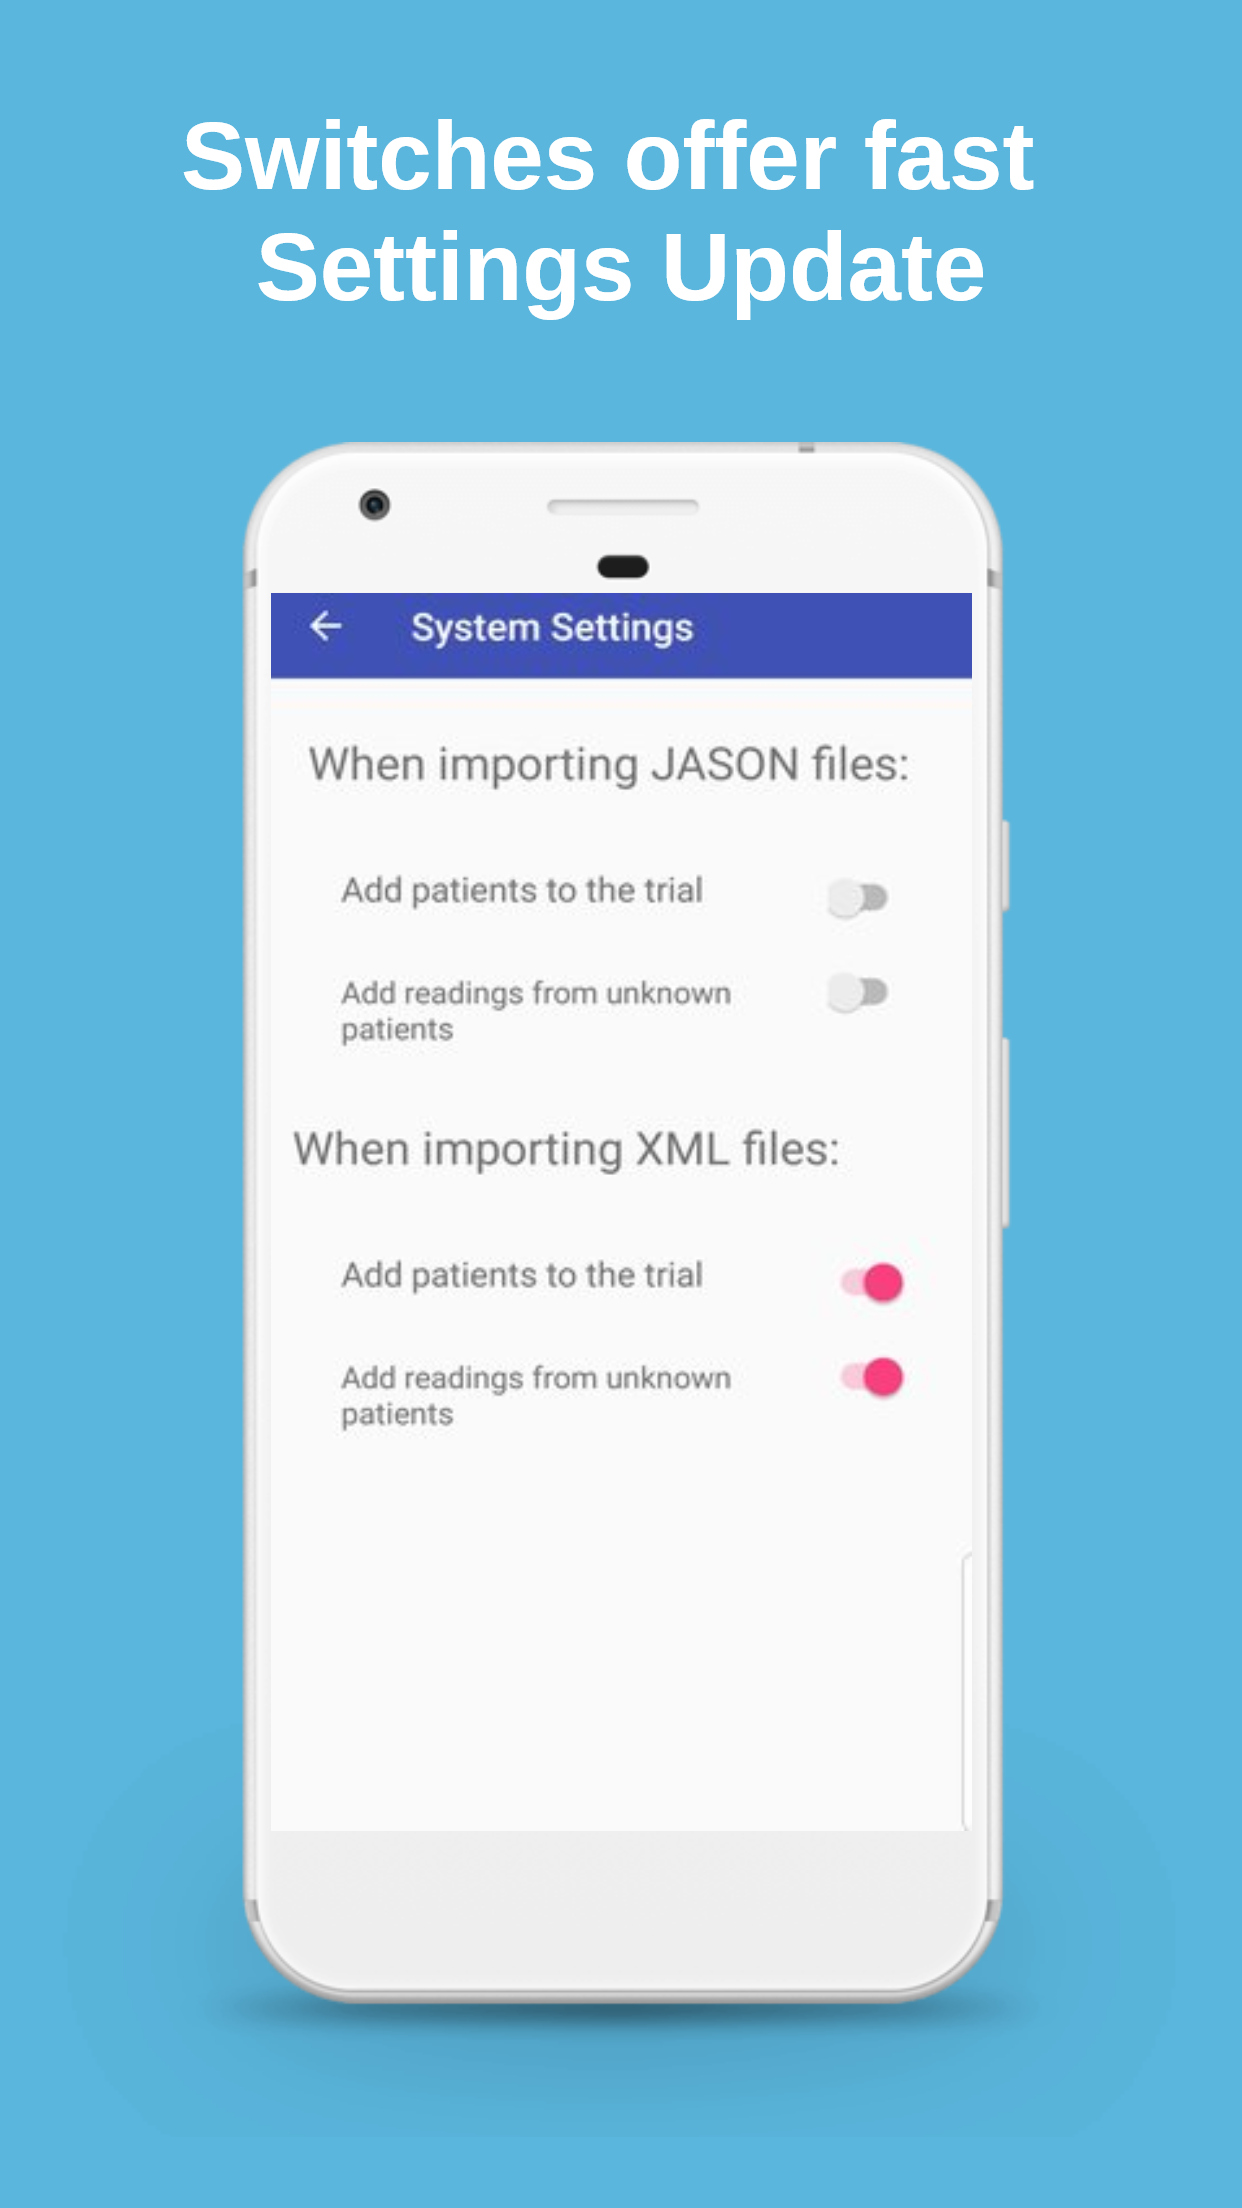 Switches offer fast
Settings Update
System Settings
When importing JASON files:
Add patients to the trial
Add readings from unknown
patients
When importing XML files:
Add patients to the trial
Add readings from unknown
patients